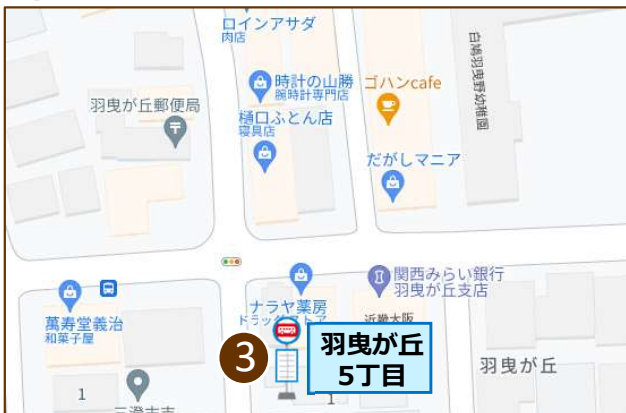 ロインアサダ
肉店
時計の山勝
腕時計専門店
ゴハンcafe
白鳩羽曳野幼稚園
羽曳が丘郵便局
樋口ふとん店
寝具店
だがしマニア
関西みらい銀行
羽曳が丘支店
萬寿堂義治
和菓子屋
ナラヤ薬房
ドラッグストア
近畿大阪
3
羽曳が丘
5丁目
羽曳が丘
1
1